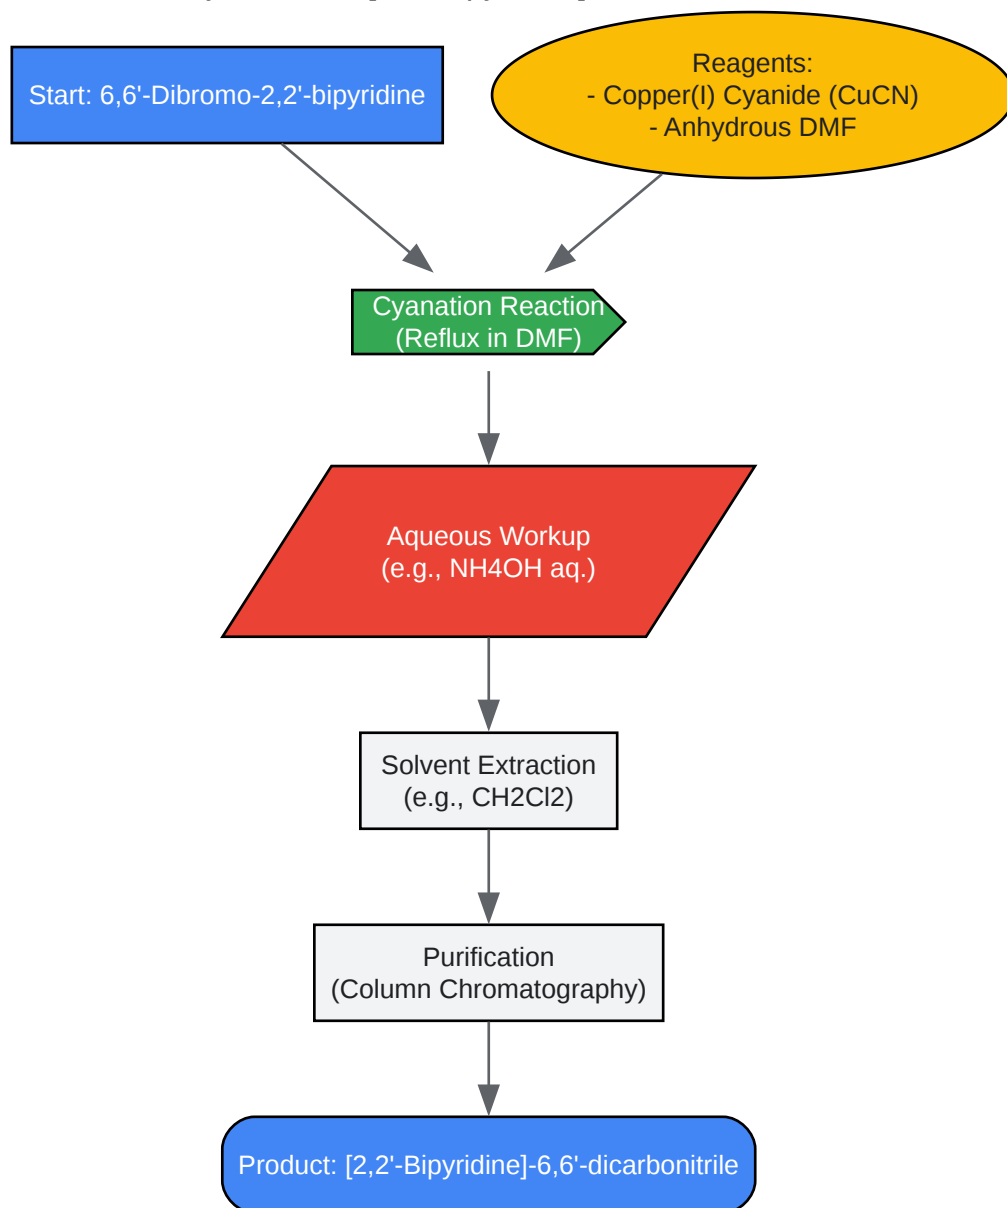 Start: 6,6'-Dibromo-2,2'-bipyridine
Reagents:
- Copper(I) Cyanide (CuCN)
- Anhydrous DMF
Cyanation Reaction
(Reflux in DMF)
Aqueous Workup
(e.g., NH4OH aq.)
Solvent Extraction
(e.g., CH2Cl2)
Purification
(Column Chromatography)
Product: [2,2'-Bipyridine]-6,6'-dicarbonitrile